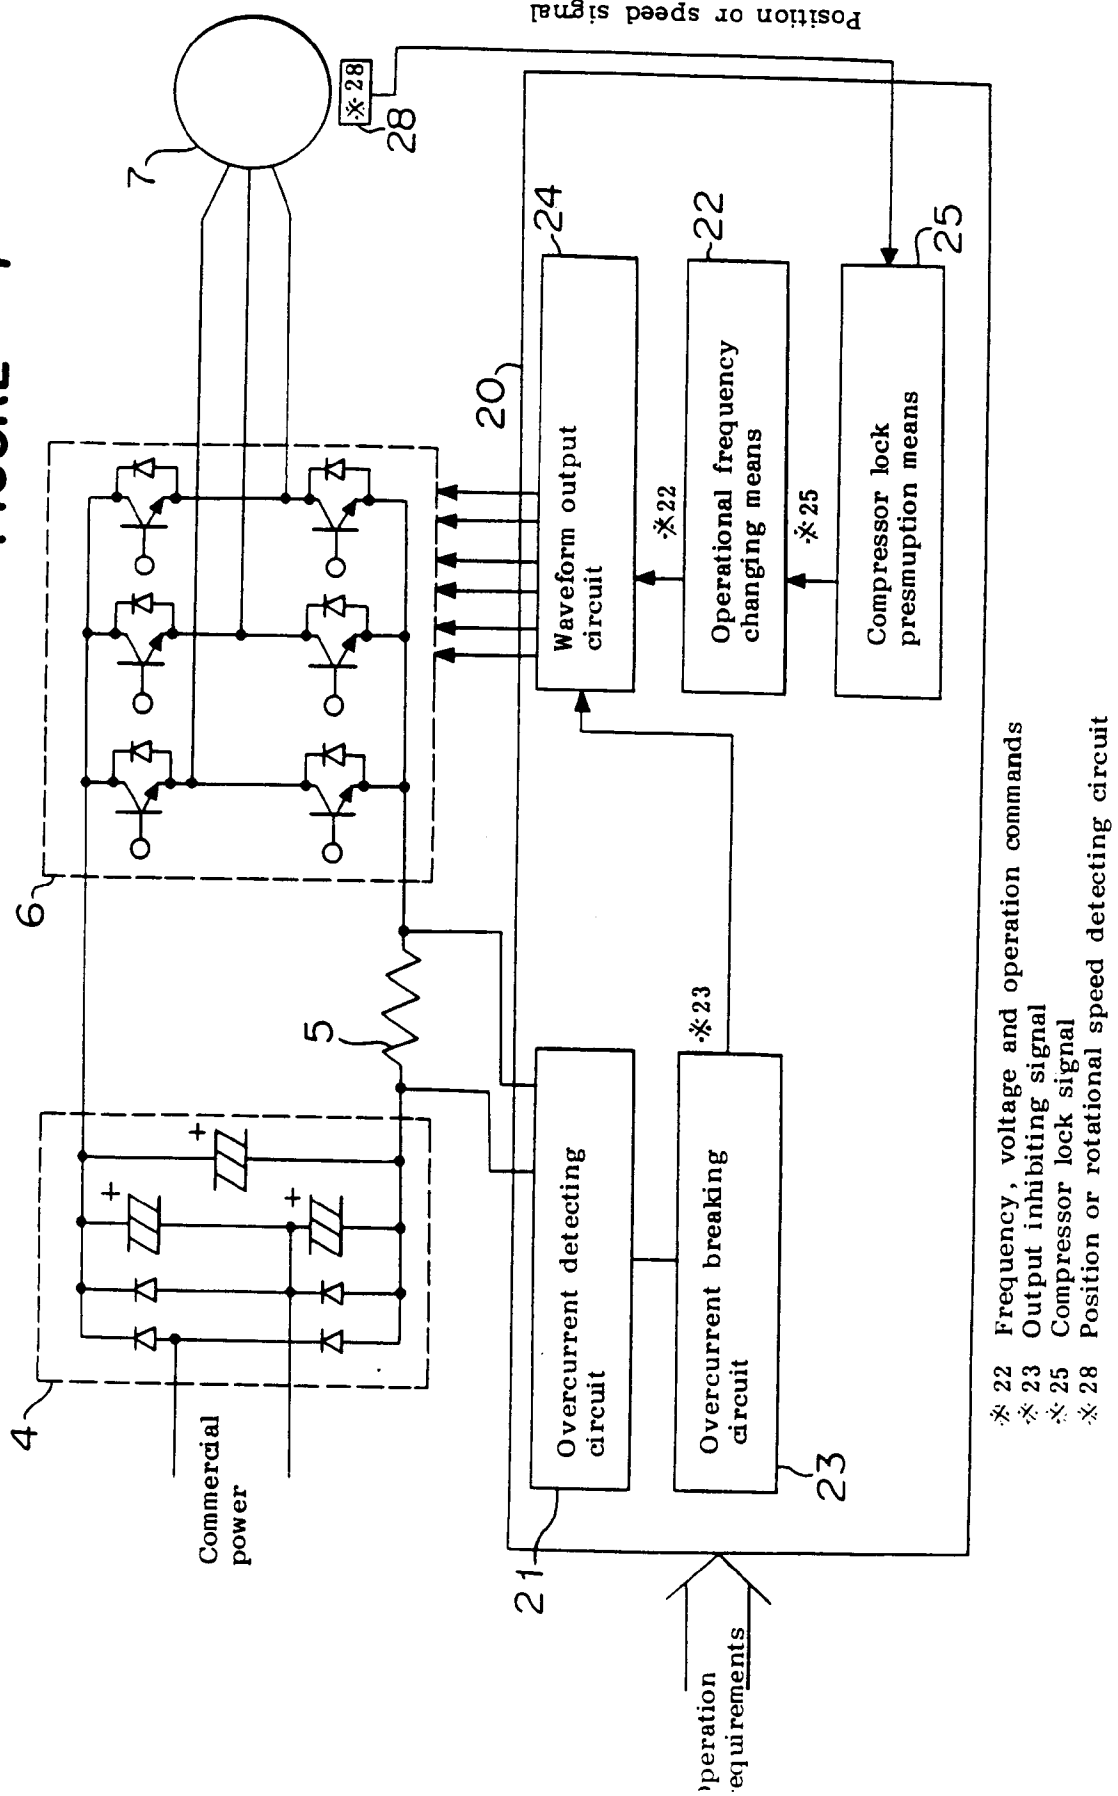 7
※28
28
Position or speed signal
6
5
4
+
+
+
Commercial
power
20
24
Waveform output
circuit
※22
22
Operational frequency
changing means
※25
25
Compressor lock
presmuption means
21
Overcurrent detecting
circuit
※23
23
Overcurrent breaking
circuit
※22 Frequency, voltage and operation commands
※23 Output inhibiting signal
※25 Compressor lock signal
※28 Position or rotational speed detecting circuit